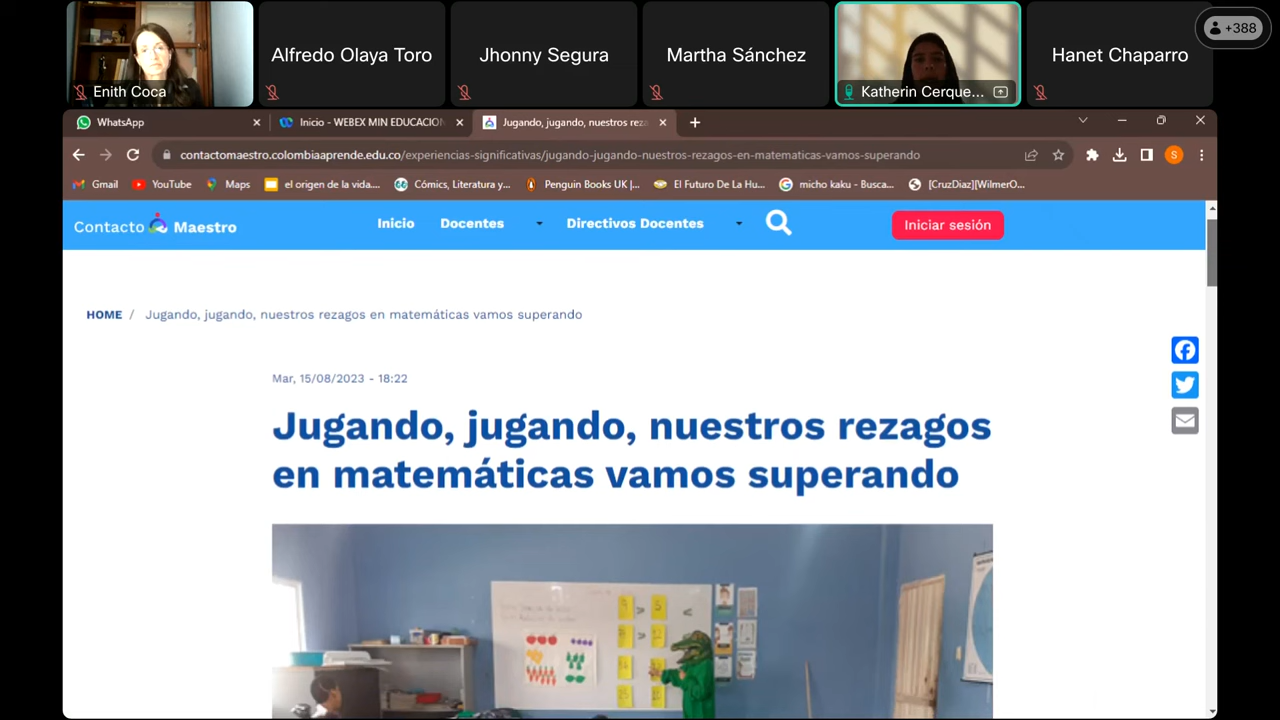 +388
Enith Coca
Alfredo Olaya Toro
Jhonny Segura
Martha Sánchez
Katherin Cerque...
Hanet Chaparro
WhatsApp
Inicio - WEBEX MIN EDUCACION
Jugando, jugando, nuestros reza
contactomaestro.colombiaaprende.edu.co/experiencias-significativas/jugando-jugando-nuestros-rezagos-en-matematicas-vamos-superando
S
Gmail
YouTube
Maps
el origen de la vida....
Cómics, Literatura y...
Penguin Books UK |...
El Futuro De La Hu...
micho kaku - Busca...
[CruzDiaz][WilmerO...
Contacto Maestro
Inicio
Docentes
Directivos Docentes
Iniciar sesión
HOME / Jugando, jugando, nuestros rezagos en matemáticas vamos superando
Mar, 15/08/2023 - 18:22
Jugando, jugando, nuestros rezagos
en matemáticas vamos superando